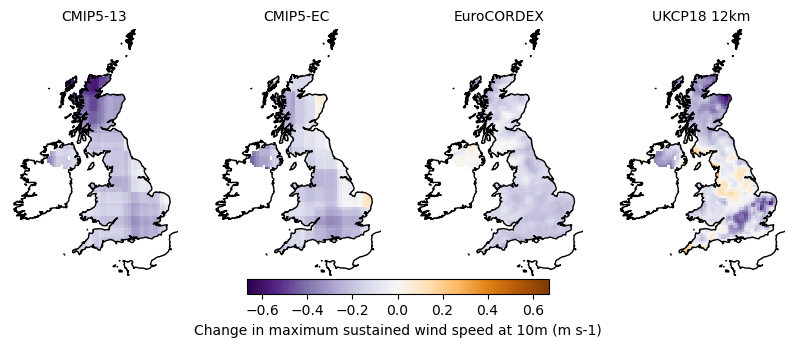 CMIP5-13 CMIP5-EC EuroCORDEX UKCP18 12km
−0.6 −0.4 −0.2 0.0 0.2 0.4 0.6
Change in maximum sustained wind speed at 10m (m s-1)